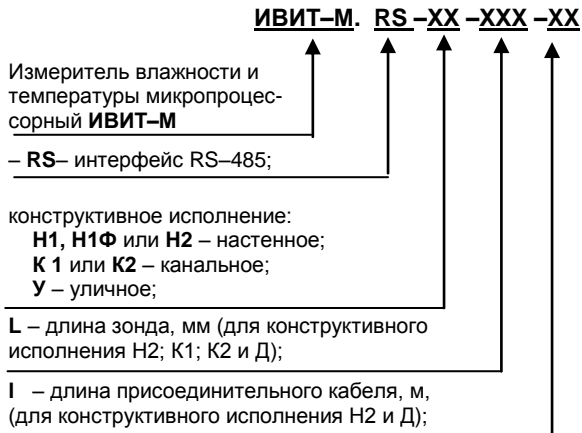 ИВИТ–М. RS –XX –XXX –XX
Измеритель влажности и
температуры микропроцес-
сорный ИВИТ–М
– RS– интерфейс RS–485;
конструктивное исполнение:
Н1, Н1Ф или Н2 – настенное;
К 1 или К2 – канальное;
У – уличное;
L – длина зонда, мм (для конструктивного
исполнения Н2; К1; К2 и Д);
l – длина присоединительного кабеля, м,
(для конструктивного исполнения Н2 и Д);